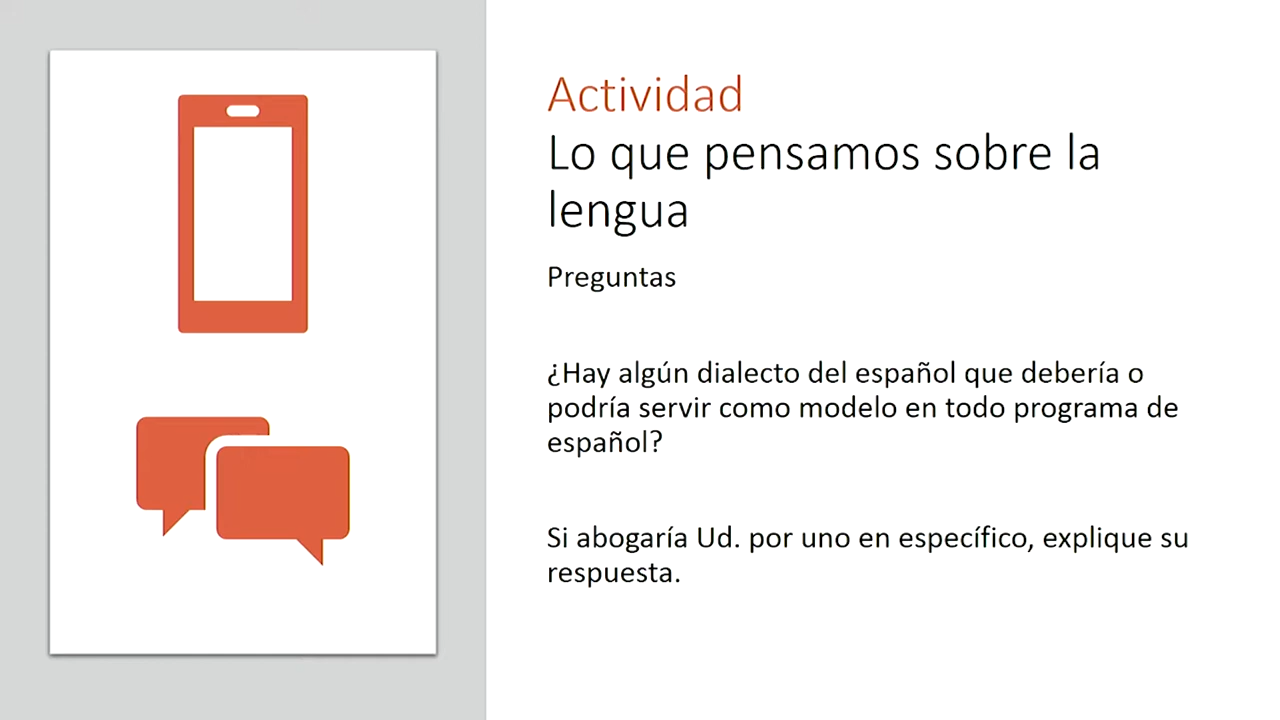 Actividad
Lo que pensamos sobre la
lengua
Preguntas
¿Hay algún dialecto del español que debería o
podría servir como modelo en todo programa de
español?
Si abogaría Ud. por uno en específico, explique su
respuesta.